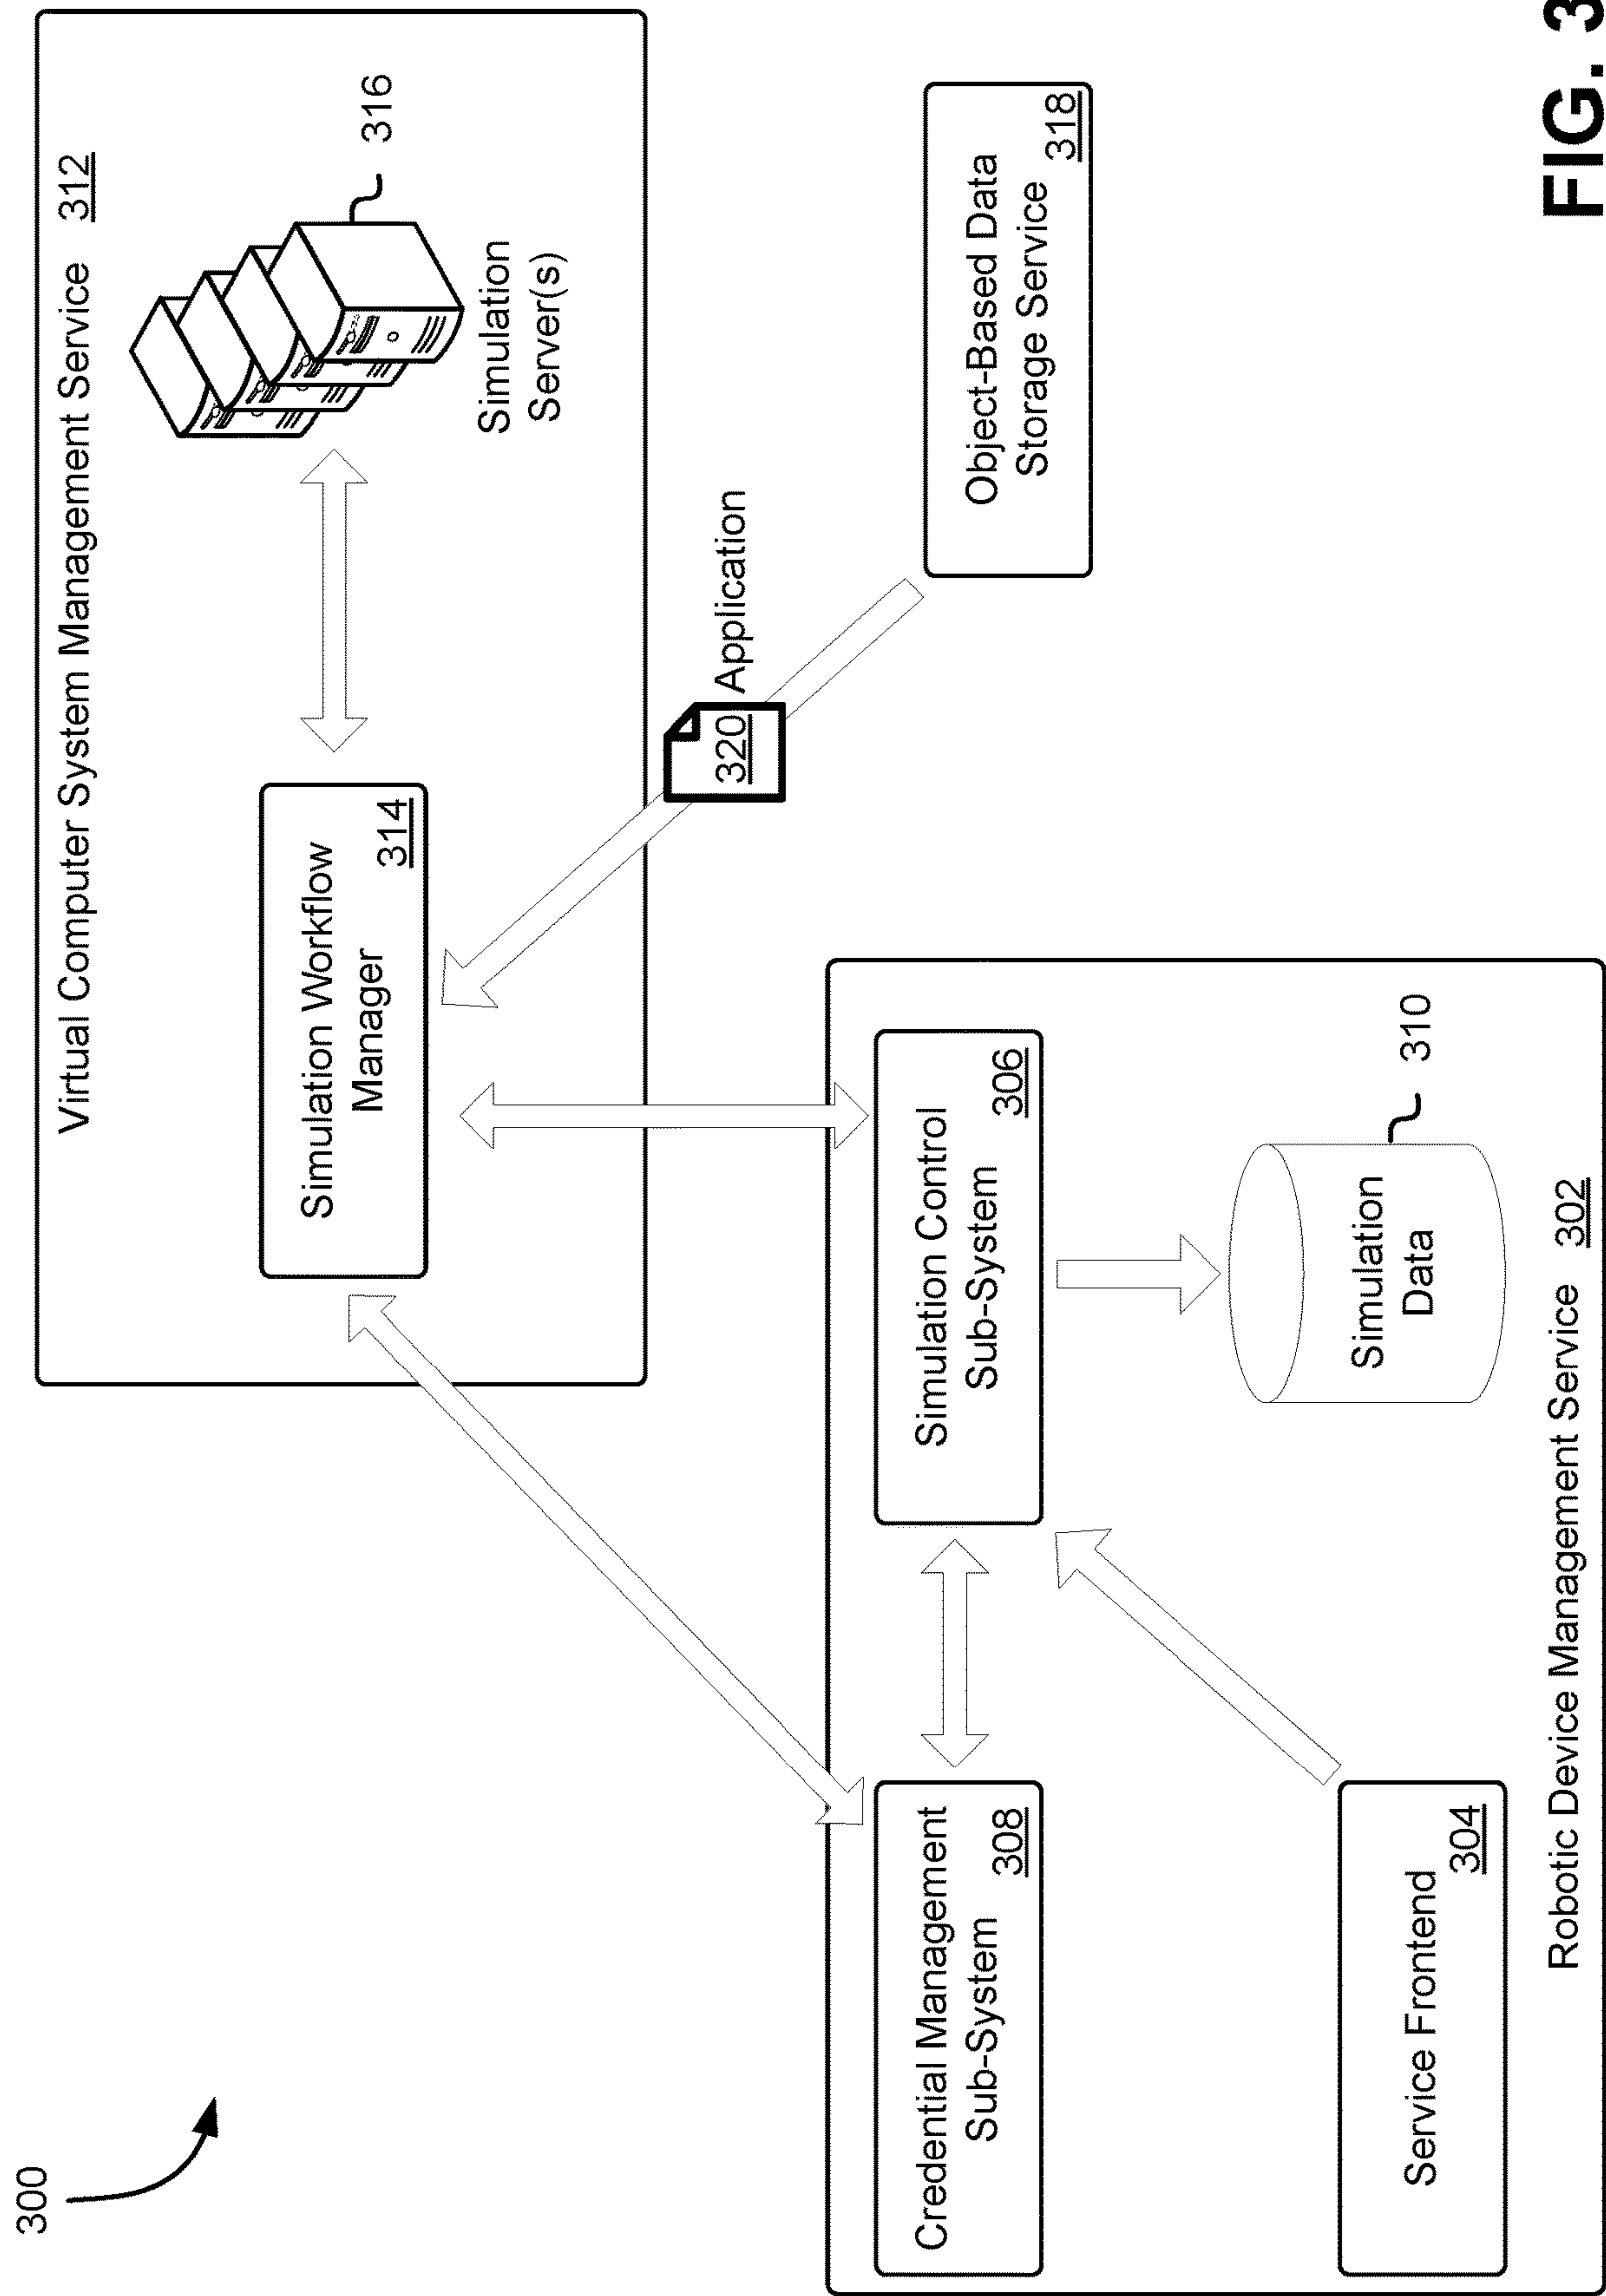 300
Virtual Computer System Management Service 312
Simulation Workflow
Manager
314
316
Simulation
Server(s)
320
Application
Object-Based Data
Storage Service
318
Credential Management
Sub-System
308
Simulation Control
Sub-System
306
Service Frontend
304
Simulation
Data
310
Robotic Device Management Service 302
FIG. 3